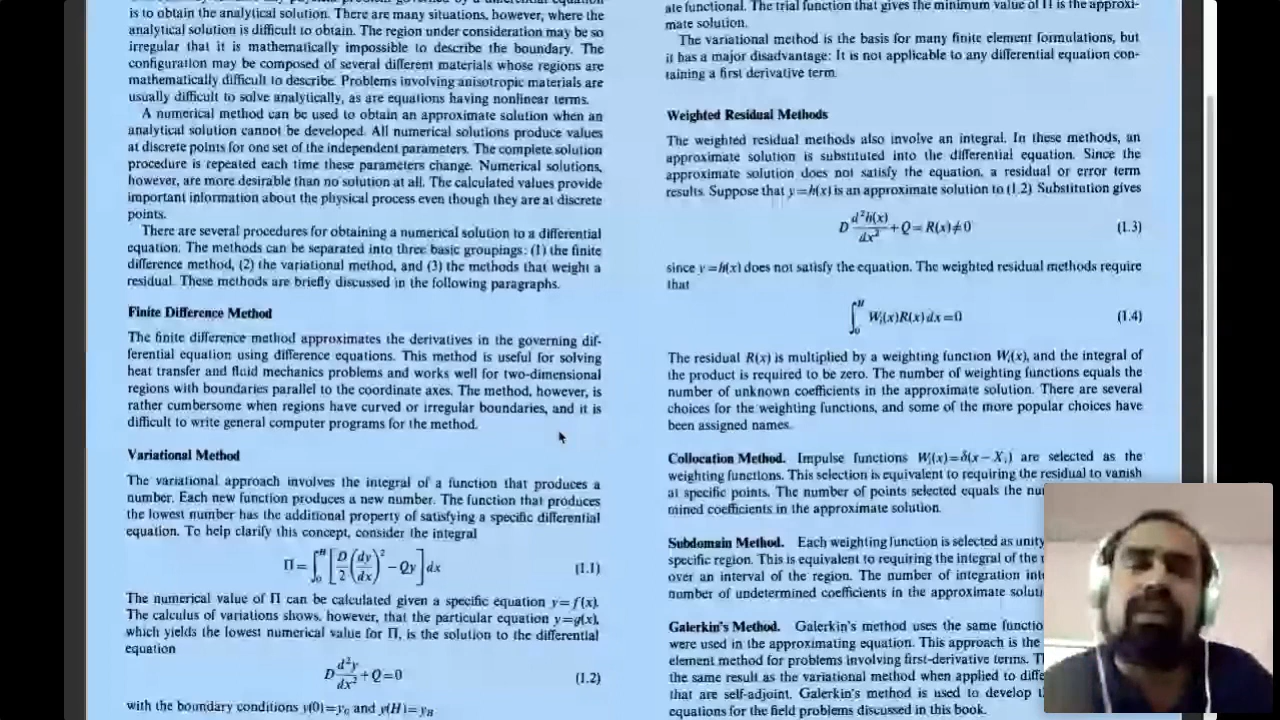 is to obtain the analytical solution. There are many situations, however, where the
analytical solution is difficult to obtain. The region under consideration may be so
irregular that it is mathematically impossible to describe the boundary. The
configuration may be composed of several different materials whose regions are
mathematically difficult to describe. Problems involving anisotropic materials are
usually difficult to solve analytically, as are equations having nonlinear terms.
A numerical method can be used to obtain an approximate solution when an
analytical solution cannot be developed. All numerical solutions produce values
at discrete points for one set of the independent parameters. The complete solution
procedure is repeated each time these parameters change. Numerical solutions,
however, are more desirable than no solution at all. The calculated values provide
important information about the physical process even though they are at discrete
points.
There are several procedures for obtaining a numerical solution to a differential
equation. The methods can be separated into three basic groupings: (1) the finite
difference method, (2) the variational method, and (3) the methods that weight a
residual. These methods are briefly discussed in the following paragraphs.
Finite Difference Method
The finite difference method approximates the derivatives in the governing dif-
ferential equation using difference equations. This method is useful for solving
heat transfer and fluid mechanics problems and works well for two-dimensional
regions with boundaries parallel to the coordinate axes. The method, however, is
rather cumbersome when regions have curved or irregular boundaries, and it is
difficult to write general computer programs for the method.
Variational Method
The variational approach involves the integral of a function that produces a
number. Each new function produces a new number. The function that produces
the lowest number has the additional property of satisfying a specific differential
equation. To help clarify this concept, consider the integral
Π=∫₀ᴴ [D/2 (dy/dx)² − Qy] dx (1.1)
The numerical value of Π can be calculated given a specific equation y=f(x).
The calculus of variations shows, however, that the particular equation y=g(x),
which yields the lowest numerical value for Π, is the solution to the differential
equation
D d²y/dx² + Q=0 (1.2)
with the boundary conditions y(0)=y₀ and y(H)=y_H
ate functional. The trial function that gives the minimum value of Π is the approxi-
mate solution.
The variational method is the basis for many finite element formulations, but
it has a major disadvantage: It is not applicable to any differential equation con-
taining a first derivative term.
Weighted Residual Methods
The weighted residual methods also involve an integral. In these methods, an
approximate solution is substituted into the differential equation. Since the
approximate solution does not satisfy the equation, a residual or error term
results. Suppose that y=h(x) is an approximate solution to (1.2) Substitution gives
D d²h(x)/dx² + Q=R(x)≠0 (1.3)
since y=h(x) does not satisfy the equation. The weighted residual methods require
that
∫₀ᴴ Wᵢ(x)R(x) dx=0 (1.4)
The residual R(x) is multiplied by a weighting function Wᵢ(x), and the integral of
the product is required to be zero. The number of weighting functions equals the
number of unknown coefficients in the approximate solution. There are several
choices for the weighting functions, and some of the more popular choices have
been assigned names.
Collocation Method. Impulse functions Wᵢ(x)=δ(x−Xᵢ) are selected as the
weighting functions. This selection is equivalent to requiring the residual to vanish
at specific points. The number of points selected equals the
mined coefficients in the approximate solution.
Subdomain Method. Each weighting function is selected as unity
specific region. This is equivalent to requiring the integral of the
over an interval of the region. The number of integration
number of undetermined coefficients in the approximate
Galerkin's Method. Galerkin's method uses the same
were used in the approximating equation. This approach is the
element method for problems involving first-derivative terms.
the same result as the variational method when applied to
that are self-adjoint. Galerkin's method is used to develop
equations for the field problems discussed in this book.